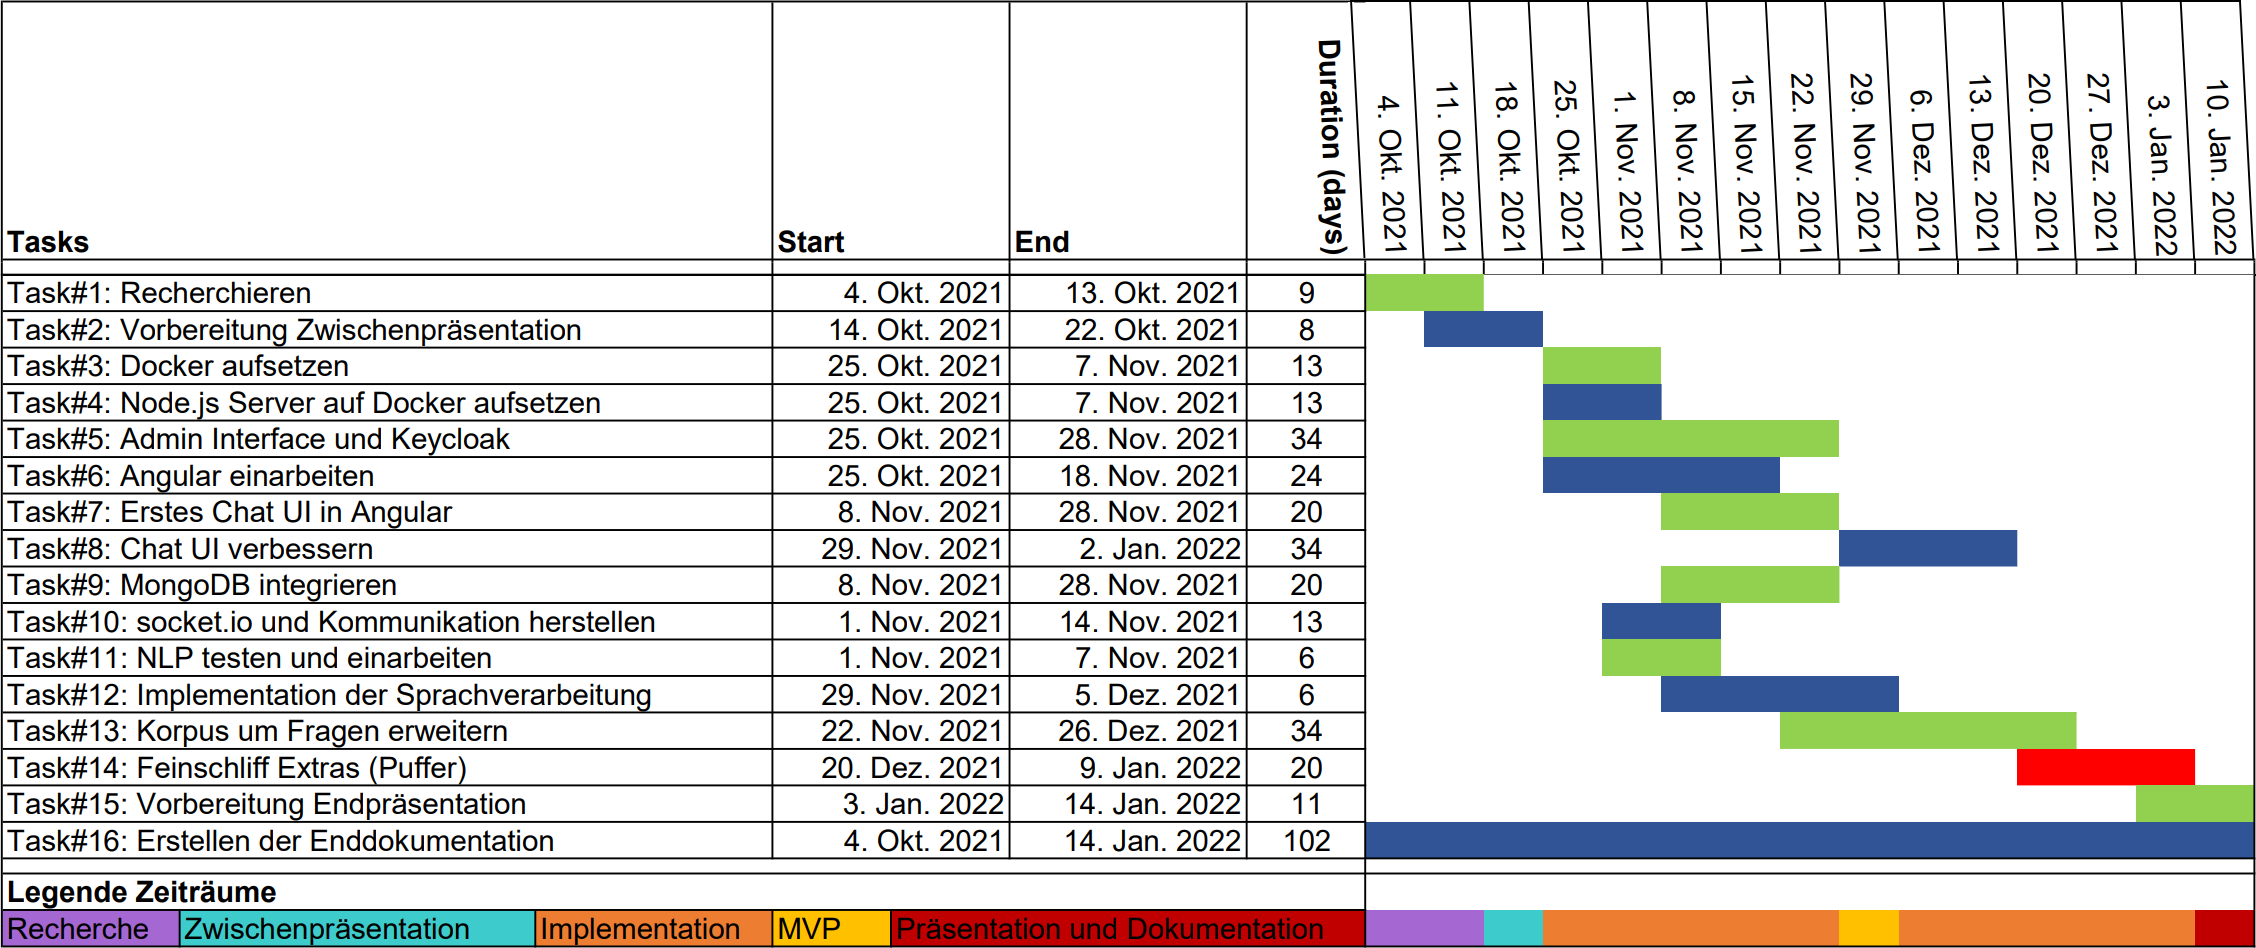 Tasks Start End Duration (days) 4. Okt. 2021 11. Okt. 2021 18. Okt. 2021 25. Okt. 2021 1. Nov. 2021 8. Nov. 2021 15. Nov. 2021 22. Nov. 2021 29. Nov. 2021 6. Dez. 2021 13. Dez. 2021 20. Dez. 2021 27. Dez. 2021 3. Jan. 2022 10. Jan. 2022
Task#1: Recherchieren 4. Okt. 2021 13. Okt. 2021 9
Task#2: Vorbereitung Zwischenpräsentation 14. Okt. 2021 22. Okt. 2021 8
Task#3: Docker aufsetzen 25. Okt. 2021 7. Nov. 2021 13
Task#4: Node.js Server auf Docker aufsetzen 25. Okt. 2021 7. Nov. 2021 13
Task#5: Admin Interface und Keycloak 25. Okt. 2021 28. Nov. 2021 34
Task#6: Angular einarbeiten 25. Okt. 2021 18. Nov. 2021 24
Task#7: Erstes Chat UI in Angular 8. Nov. 2021 28. Nov. 2021 20
Task#8: Chat UI verbessern 29. Nov. 2021 2. Jan. 2022 34
Task#9: MongoDB integrieren 8. Nov. 2021 28. Nov. 2021 20
Task#10: socket.io und Kommunikation herstellen 1. Nov. 2021 14. Nov. 2021 13
Task#11: NLP testen und einarbeiten 1. Nov. 2021 7. Nov. 2021 6
Task#12: Implementation der Sprachverarbeitung 29. Nov. 2021 5. Dez. 2021 6
Task#13: Korpus um Fragen erweitern 22. Nov. 2021 26. Dez. 2021 34
Task#14: Feinschliff Extras (Puffer) 20. Dez. 2021 9. Jan. 2022 20
Task#15: Vorbereitung Endpräsentation 3. Jan. 2022 14. Jan. 2022 11
Task#16: Erstellen der Enddokumentation 4. Okt. 2021 14. Jan. 2022 102
Legende Zeiträume
Recherche Zwischenpräsentation Implementation MVP Präsentation und Dokumentation